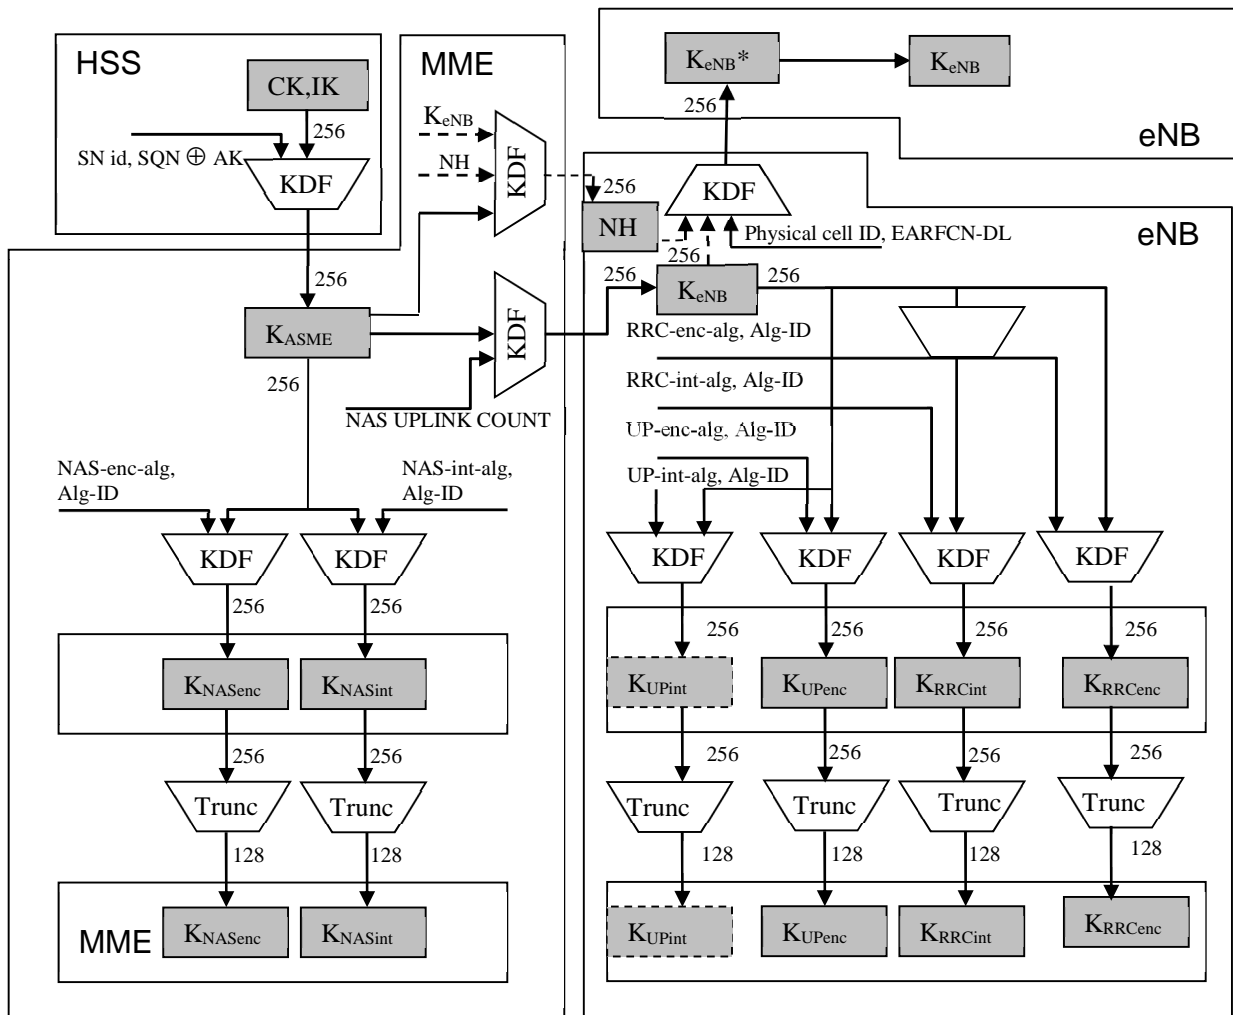 HSS
CK,IK
256
SN id, SQN ⊕ AK
KDF
256
MME
KeNB
NH
KDF
KeNB*
KeNB
256
eNB
KDF
256
NH
Physical cell ID, EARFCN-DL
eNB
256
256
KeNB
256
KASME
KDF
256
NAS UPLINK COUNT
RRC-enc-alg, Alg-ID
RRC-int-alg, Alg-ID
UP-enc-alg, Alg-ID
UP-int-alg, Alg-ID
NAS-enc-alg,
Alg-ID
NAS-int-alg,
Alg-ID
KDF
KDF
KDF
KDF
KDF
KDF
256
256
256
256
256
256
KNASenc
KNASint
KUPint
KUPenc
KRRCint
KRRCenc
256
256
256
256
256
256
Trunc
Trunc
Trunc
Trunc
Trunc
Trunc
128
128
128
128
128
128
MME
KNASenc
KNASint
KUPint
KUPenc
KRRCint
KRRCenc